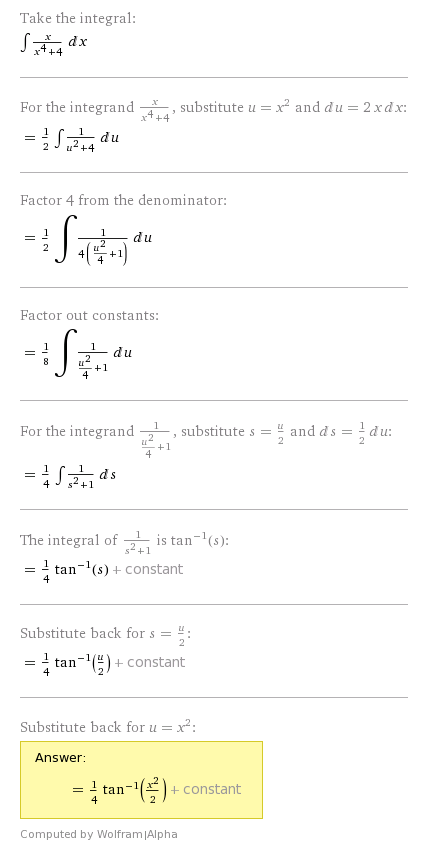 Take the integral:
∫ x/(x⁴+4) dx
For the integrand x/(x⁴+4), substitute u = x² and du = 2 x dx:
= 1/2 ∫ 1/(u²+4) du
Factor 4 from the denominator:
= 1/2 ∫ 1/(4(u²/4+1)) du
Factor out constants:
= 1/8 ∫ 1/(u²/4+1) du
For the integrand 1/(u²/4+1), substitute s = u/2 and ds = 1/2 du:
= 1/4 ∫ 1/(s²+1) ds
The integral of 1/(s²+1) is tan⁻¹(s):
= 1/4 tan⁻¹(s) + constant
Substitute back for s = u/2:
= 1/4 tan⁻¹(u/2) + constant
Substitute back for u = x²:
Answer:
= 1/4 tan⁻¹(x²/2) + constant
Computed by Wolfram|Alpha